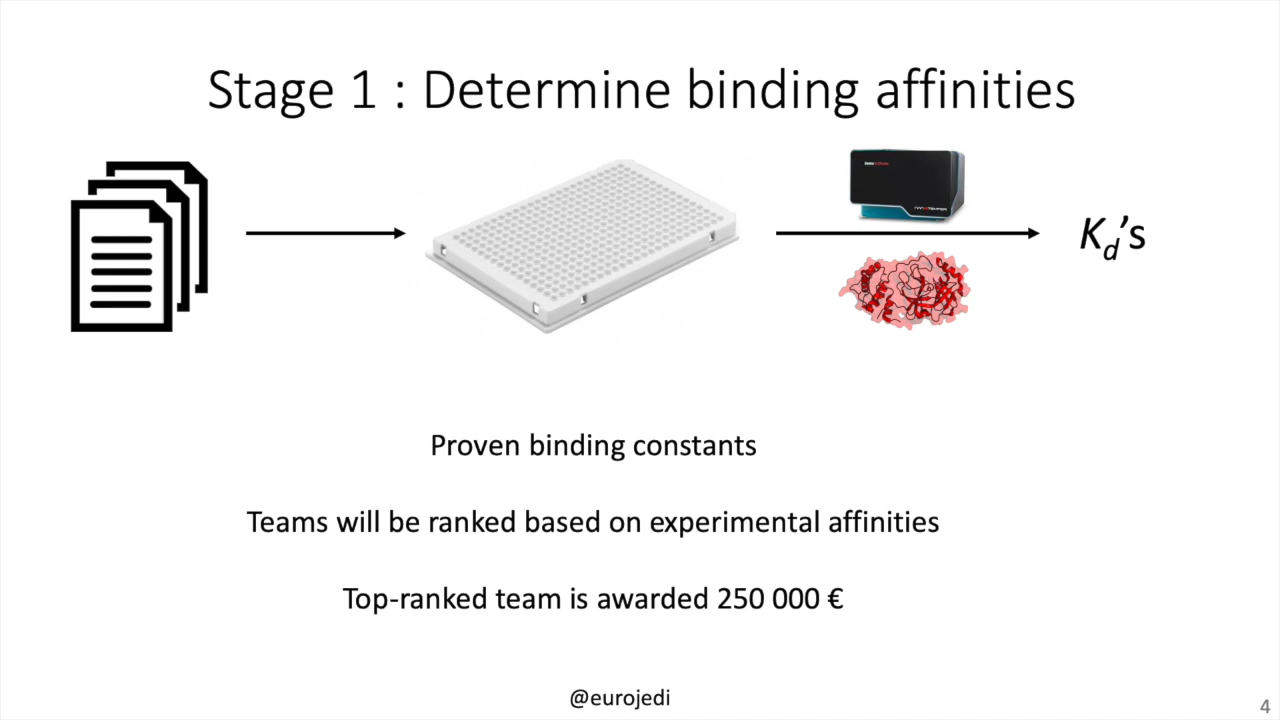 Stage 1 : Determine binding affinities
Kd's
Proven binding constants
Teams will be ranked based on experimental affinities
Top-ranked team is awarded 250 000 €
@eurojedi
4